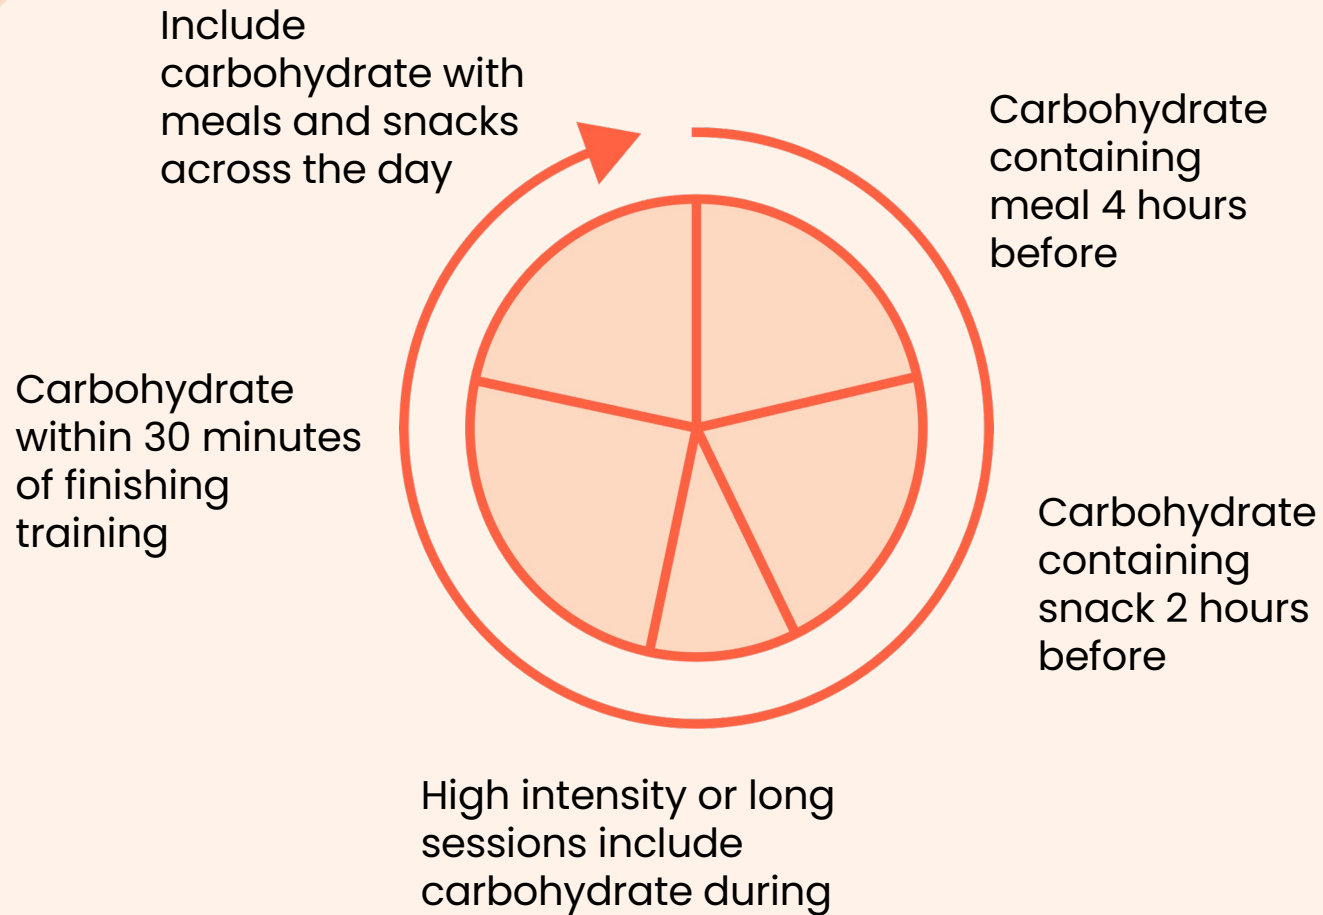 Include
carbohydrate with
meals and snacks
across the day
Carbohydrate
containing
meal 4 hours
before
Carbohydrate
within 30 minutes
of finishing
training
Carbohydrate
containing
snack 2 hours
before
High intensity or long
sessions include
carbohydrate during